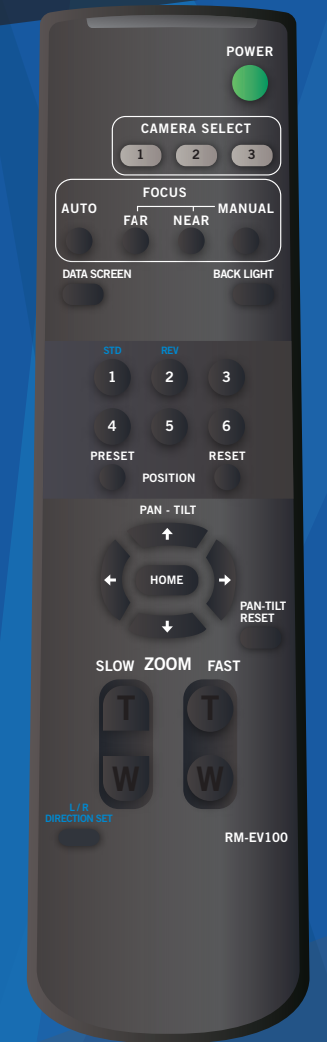 POWER
CAMERA SELECT
1 2 3
FOCUS
AUTO FAR NEAR MANUAL
DATA SCREEN BACK LIGHT
STD REV
1 2 3
4 5 6
PRESET RESET
POSITION
PAN - TILT
HOME
PAN-TILT
RESET
SLOW ZOOM FAST
T T
W W
L / R
DIRECTION SET
RM-EV100